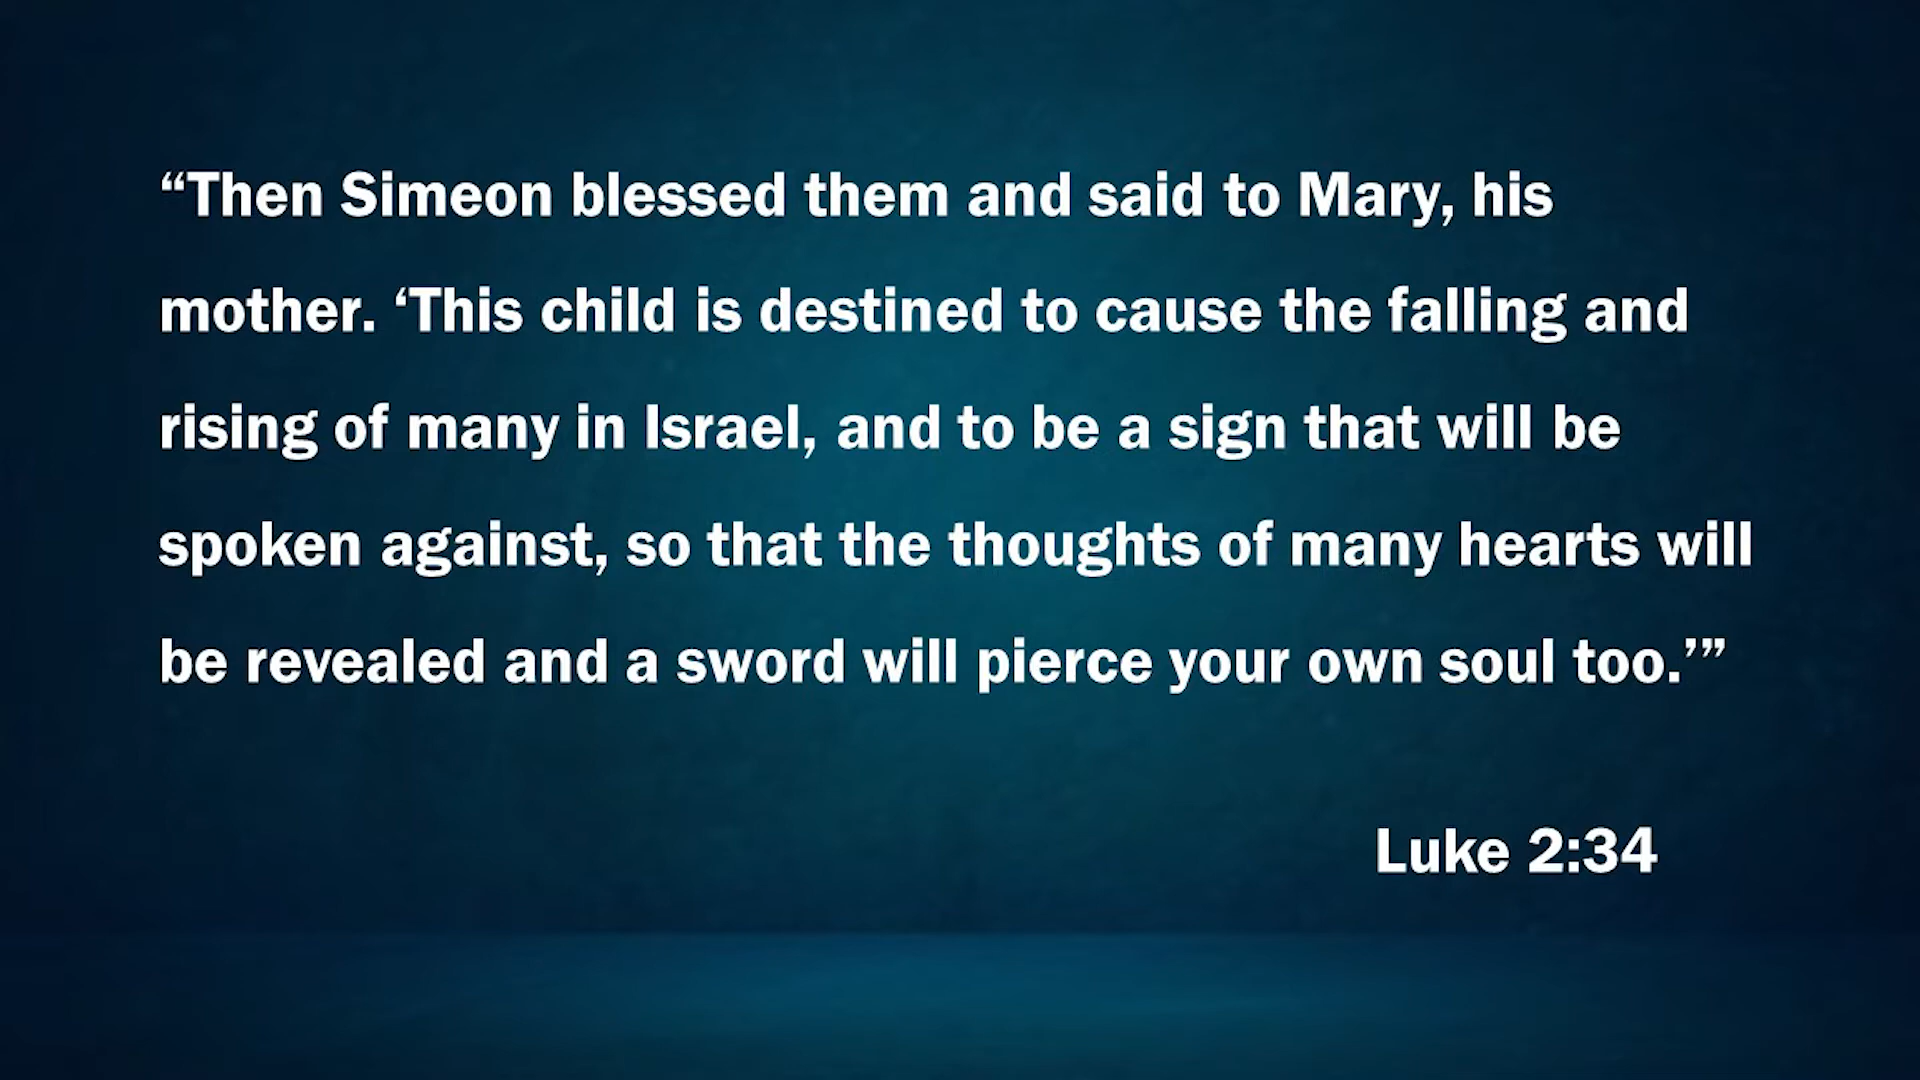 “Then Simeon blessed them and said to Mary, his
mother. ‘This child is destined to cause the falling and
rising of many in Israel, and to be a sign that will be
spoken against, so that the thoughts of many hearts will
be revealed and a sword will pierce your own soul too.’”
Luke 2:34